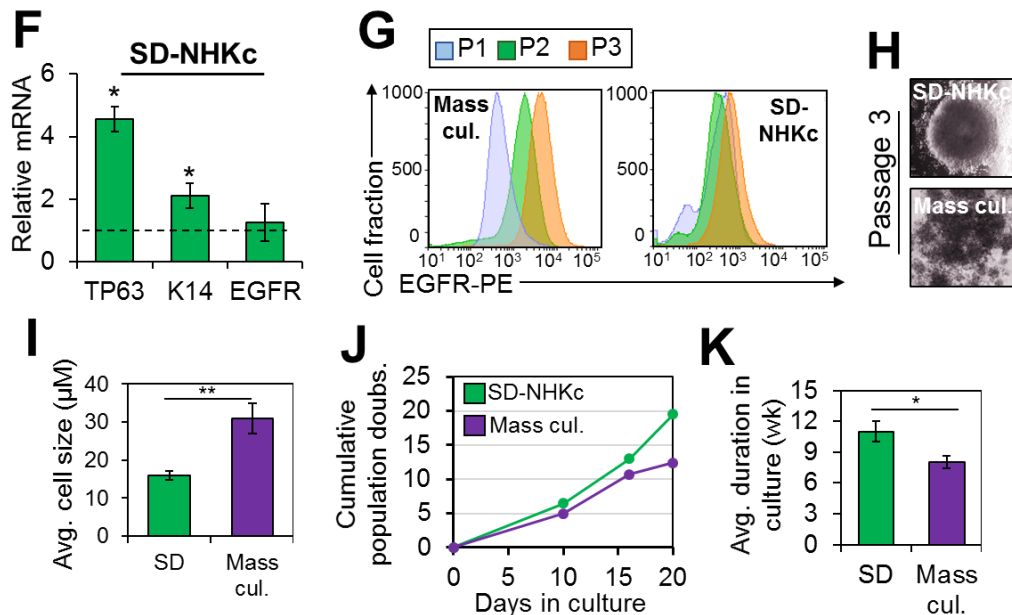 F
SD-NHKc
Relative mRNA
6
4
2
0
*
*
TP63 K14 EGFR
G
P1 P2 P3
Cell fraction
Mass
cul.
1000
500
0
10¹ 10² 10³ 10⁴ 10⁵
SD-
NHKc
1000
500
0
10¹ 10² 10³ 10⁴ 10⁵
EGFR-PE
H
Passage 3
SD-NHKc
Mass cul.
I
Avg. cell size (µM)
40
30
20
10
0
**
SD Mass
cul.
J
Cumulative
population doubs.
25
20
15
10
5
0
SD-NHKc
Mass cul.
0 5 10 15 20
Days in culture
K
Avg. duration in
culture (wk)
15
12
9
6
3
0
*
SD Mass
cul.